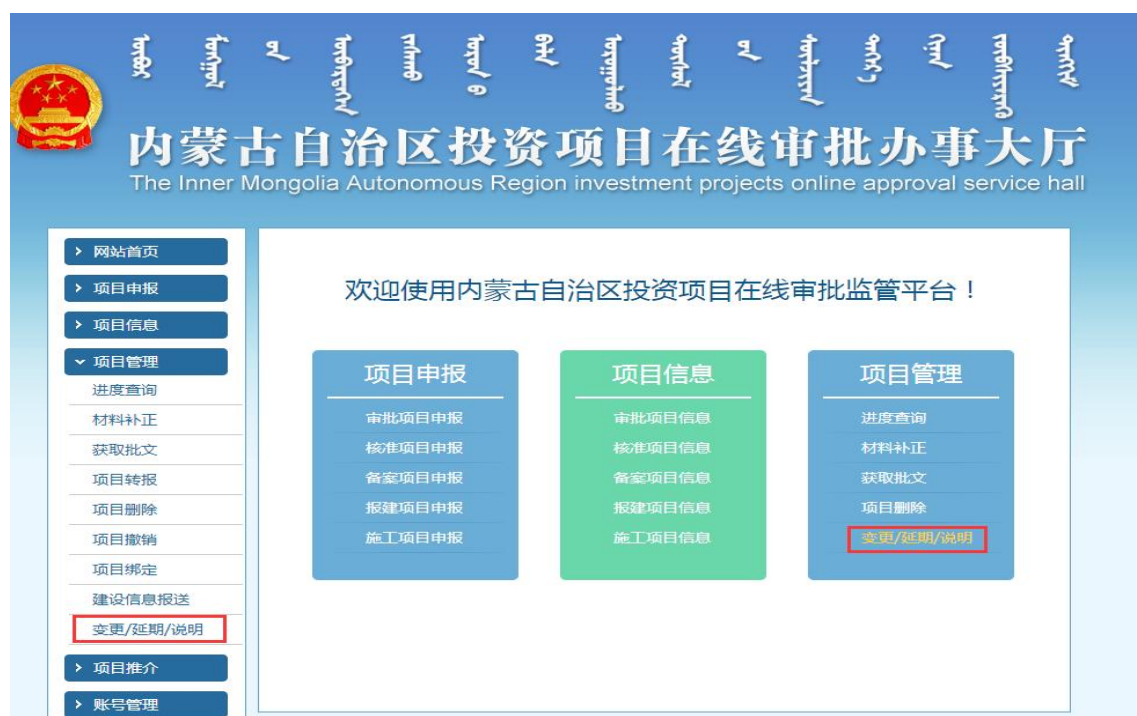 内蒙古自治区投资项目在线审批办事大厅
The Inner Mongolia Autonomous Region investment projects online approval service hall
网站首页
项目申报
项目信息
项目管理
进度查询
材料补正
获取批文
项目转报
项目删除
项目撤销
项目绑定
建设信息报送
变更/延期/说明
项目推介
账号管理
欢迎使用内蒙古自治区投资项目在线审批监管平台！
项目申报
审批项目申报
核准项目申报
备案项目申报
报建项目申报
施工项目申报
项目信息
审批项目信息
核准项目信息
备案项目信息
报建项目信息
施工项目信息
项目管理
进度查询
材料补正
获取批文
项目删除
变更/延期/说明